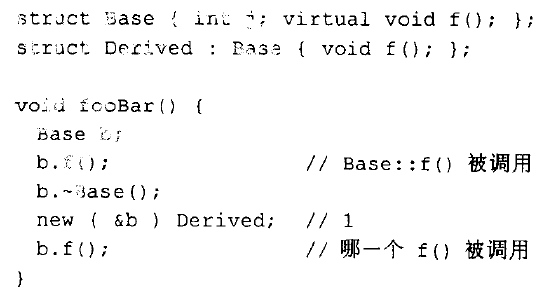 struct Base { int j; virtual void f(); };
struct Derived : Base { void f(); };
void fooBar() {
Base b;
b.f(); // Base::f() 被调用
b.~Base();
new ( &b ) Derived; // 1
b.f(); // 哪一个 f() 被调用
}